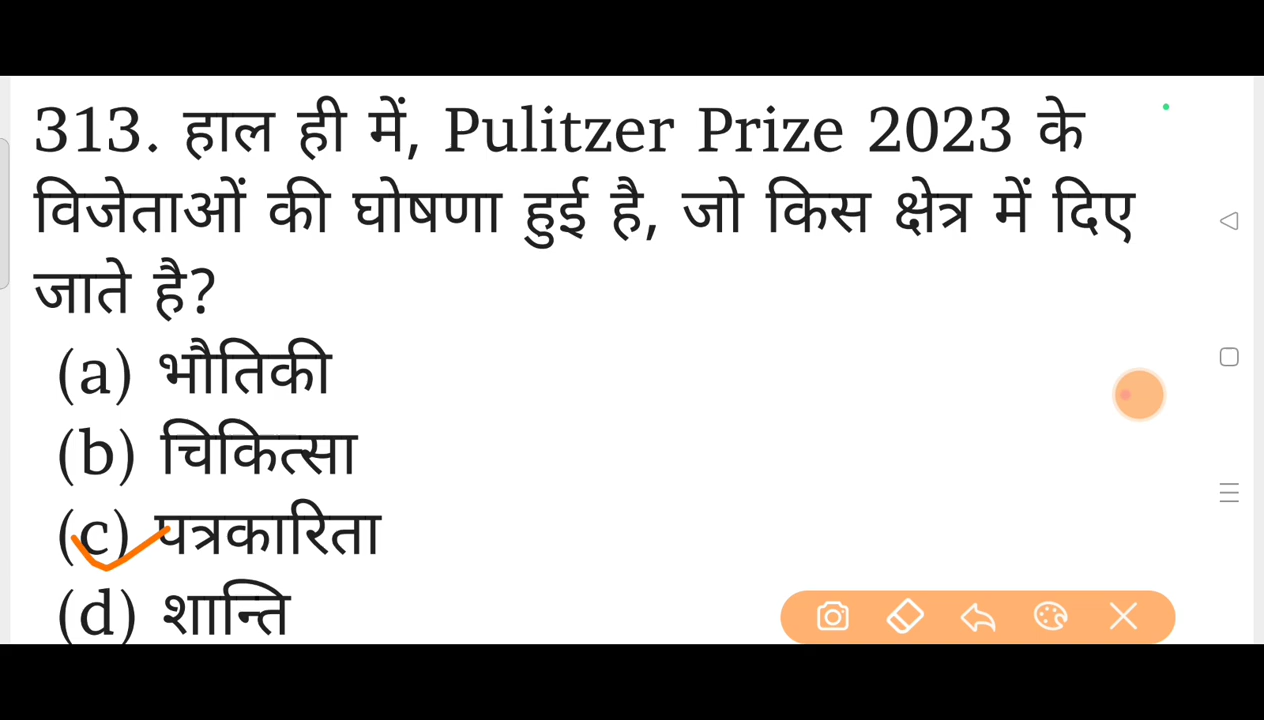 313. हाल ही में, Pulitzer Prize 2023 के
विजेताओं की घोषणा हुई है, जो किस क्षेत्र में दिए
जाते है?
(a) भौतिकी
(b) चिकित्सा
(c) पत्रकारिता
(d) शान्ति